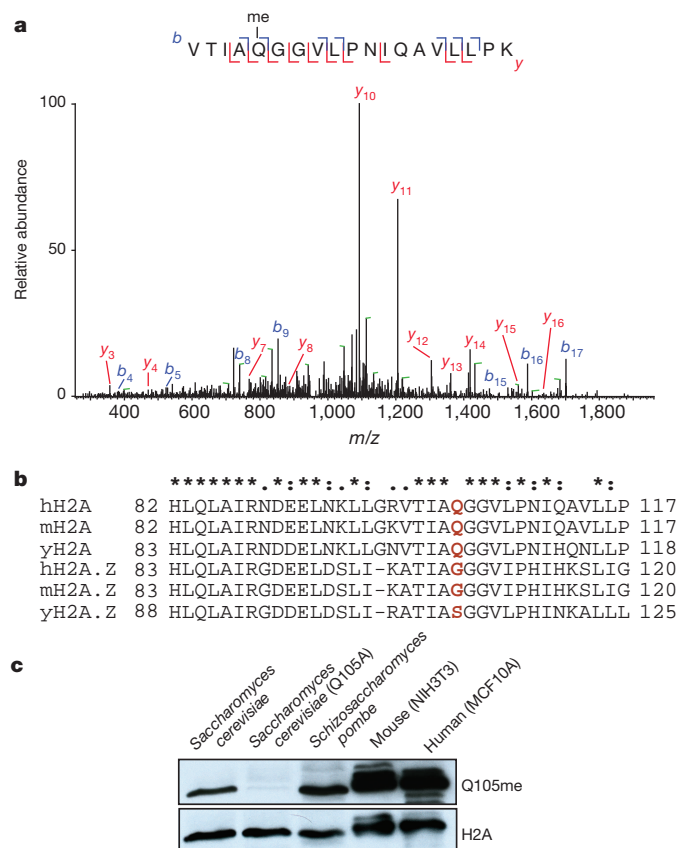 a
me
b VTIAQGGVLPNIQAVLLPK y
Relative abundance
100
50
0
y10
y11
b9
b8
y7
y8
y3
b4
y4
b5
y12
y13
y14
b15
y15
b16
y16
b17
400 600 800 1,000 1,200 1,400 1,600 1,800
m/z
b
*******.*:**:.*: ..*** ****:*:*: *:
hH2A 82 HLQLAIRNDEELNKLLGRVTIAQGGVLPNIQAVLLP 117
mH2A 82 HLQLAIRNDEELNKLLGKVTIAQGGVLPNIQAVLLP 117
yH2A 83 HLQLAIRNDEELNKLLGNVTIAQGGVLPNIHQNLLP 118
hH2A.Z 83 HLQLAIRGDEELDSLI-KATIAGGGVIPHIHKSLIG 120
mH2A.Z 83 HLQLAIRGDEELDSLI-KATIAGGGVIPHIHKSLIG 120
yH2A.Z 88 HLQLAIRGDDELDSLI-RATIASGGVLPHINKALLL 125
c
Saccharomyces cerevisiae
Saccharomyces cerevisiae (Q105A)
Schizosaccharomyces pombe
Mouse (NIH3T3)
Human (MCF10A)
Q105me
H2A